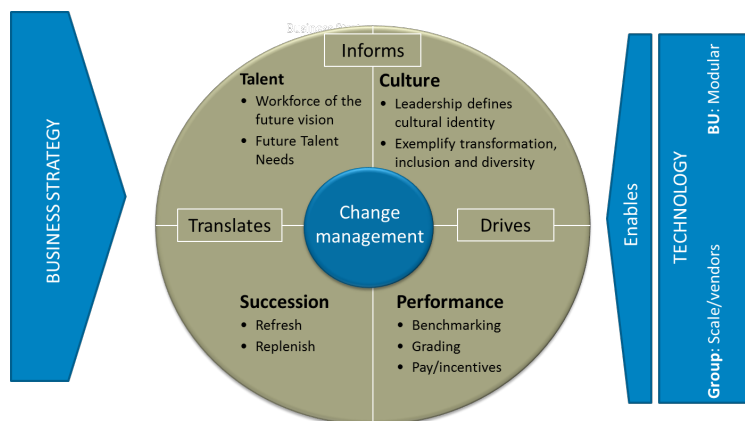 BUSINESS STRATEGY
Informs
Talent
• Workforce of the
future vision
• Future Talent
Needs
Culture
• Leadership defines
cultural identity
• Exemplify transformation,
inclusion and diversity
Translates
Change
management
Drives
Succession
• Refresh
• Replenish
Performance
• Benchmarking
• Grading
• Pay/incentives
Enables
TECHNOLOGY
BU: Modular
Group: Scale/vendors